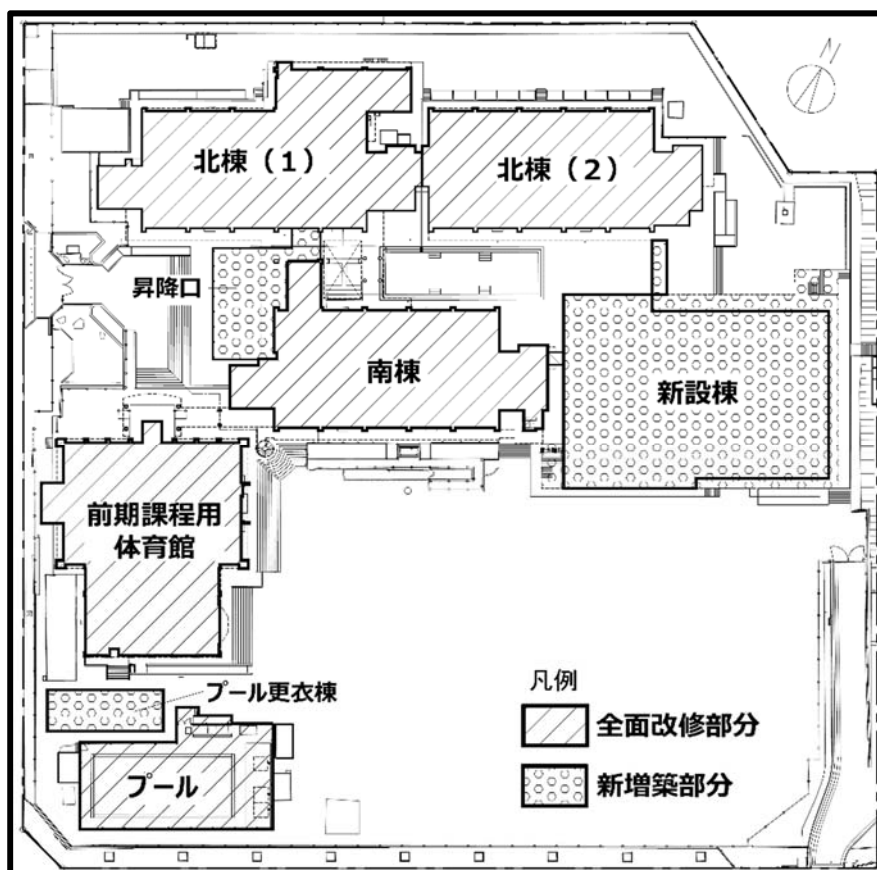 N
北棟（１）
北棟（２）
昇降口
南棟
新設棟
前期課程用
体育館
プール更衣棟
プール
凡例
全面改修部分
新増築部分